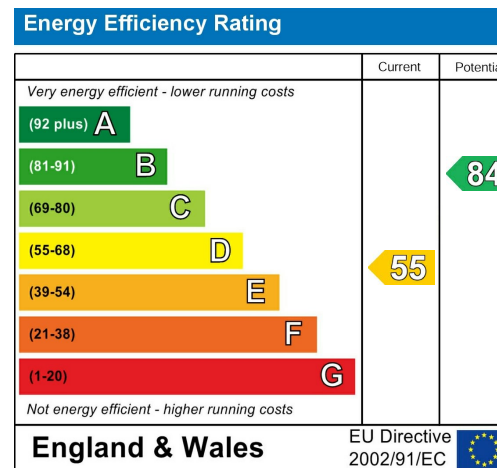 Energy Efficiency Rating
Current Potentia
Very energy efficient - lower running costs
(92 plus) A
(81-91) B
84
(69-80) C
(55-68) D
55
(39-54) E
(21-38) F
(1-20) G
Not energy efficient - higher running costs
England & Wales
EU Directive
2002/91/EC